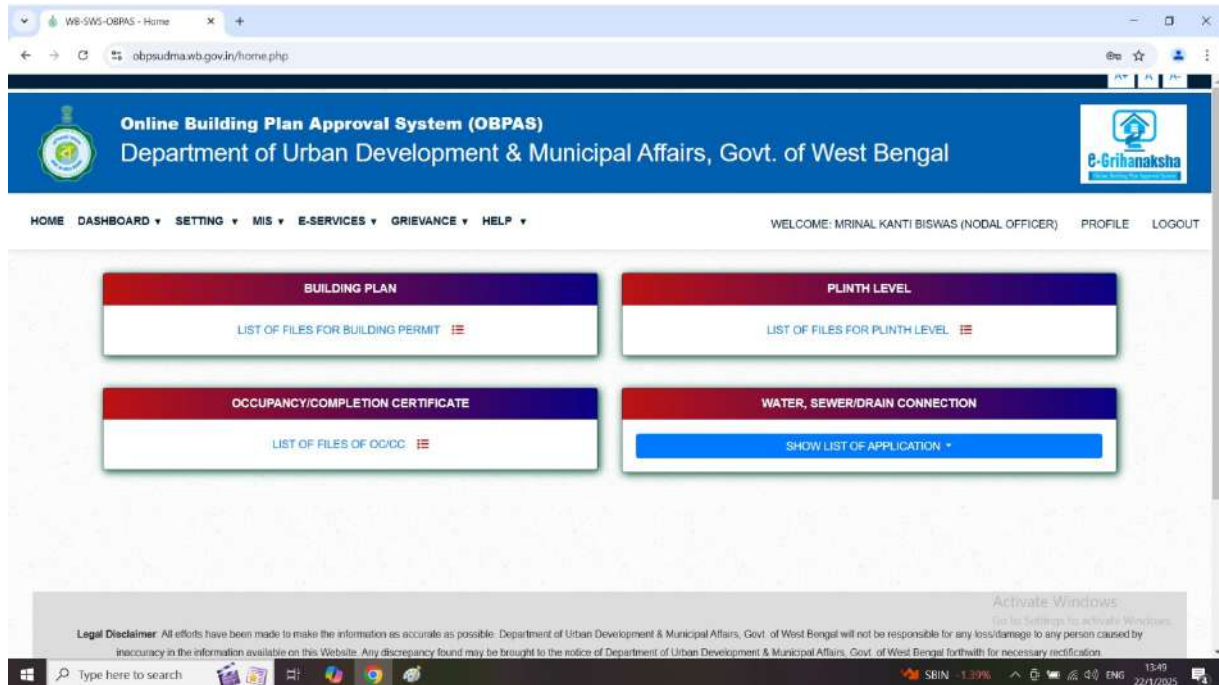 WB-SWS-OBPAS - Home
obpsudma.wb.gov.in/home.php
A+ A A-
Online Building Plan Approval System (OBPAS)
Department of Urban Development & Municipal Affairs, Govt. of West Bengal
e-Grihanaksha
HOME DASHBOARD SETTING MIS E-SERVICES GRIEVANCE HELP WELCOME: MRINAL KANTI BISWAS (NODAL OFFICER) PROFILE LOGOUT
BUILDING PLAN
LIST OF FILES FOR BUILDING PERMIT
PLINTH LEVEL
LIST OF FILES FOR PLINTH LEVEL
OCCUPANCY/COMPLETION CERTIFICATE
LIST OF FILES OF OC/CC
WATER, SEWER/DRAIN CONNECTION
SHOW LIST OF APPLICATION
Activate Windows
Go to Settings to activate Windows.
Legal Disclaimer: All efforts have been made to make the information as accurate as possible. Department of Urban Development & Municipal Affairs, Govt. of West Bengal will not be responsible for any loss/damage to any person caused by
inaccuracy in the information available on this Website. Any discrepancy found may be brought to the notice of Department of Urban Development & Municipal Affairs, Govt. of West Bengal forthwith for necessary rectification.
Type here to search SBIN -1.39% ENG 13:49
22/1/2025